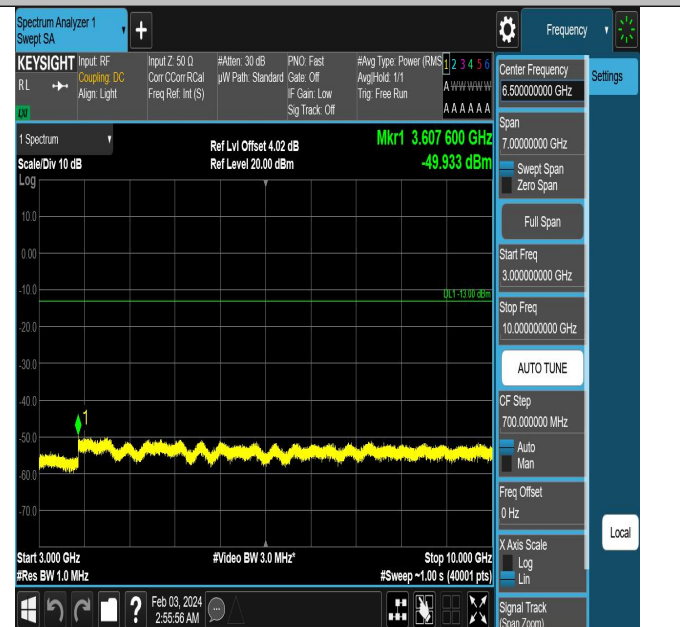 Spectrum Analyzer 1
Swept SA
+
Frequency
KEYSIGHT
RL
LXI
Input: RF
Coupling: DC
Align: Light
Input Z: 50 Ω
Corr CCorr RCal
Freq Ref: Int (S)
#Atten: 30 dB
µW Path: Standard
PNO: Fast
Gate: Off
IF Gain: Low
Sig Track: Off
#Avg Type: Power (RMS
Avg|Hold: 1/1
Trig: Free Run
1 2 3 4 5 6
A W W W W W
A A A A A A
1 Spectrum
Scale/Div 10 dB
Log
Ref Lvl Offset 4.02 dB
Ref Level 20.00 dBm
Mkr1 3.607 600 GHz
-49.933 dBm
10.0
0.00
-10.0
DL1 -13.00 dBm
-20.0
-30.0
-40.0
1
-50.0
-60.0
-70.0
Start 3.000 GHz
#Res BW 1.0 MHz
#Video BW 3.0 MHz*
Stop 10.000 GHz
#Sweep ~1.00 s (40001 pts)
Center Frequency
6.500000000 GHz
Settings
Span
7.00000000 GHz
Swept Span
Zero Span
Full Span
Start Freq
3.000000000 GHz
Stop Freq
10.000000000 GHz
AUTO TUNE
CF Step
700.000000 MHz
Auto
Man
Freq Offset
0 Hz
X Axis Scale
Log
Lin
Local
Signal Track
(Span Zoom)
?
Feb 03, 2024
2:55:56 AM